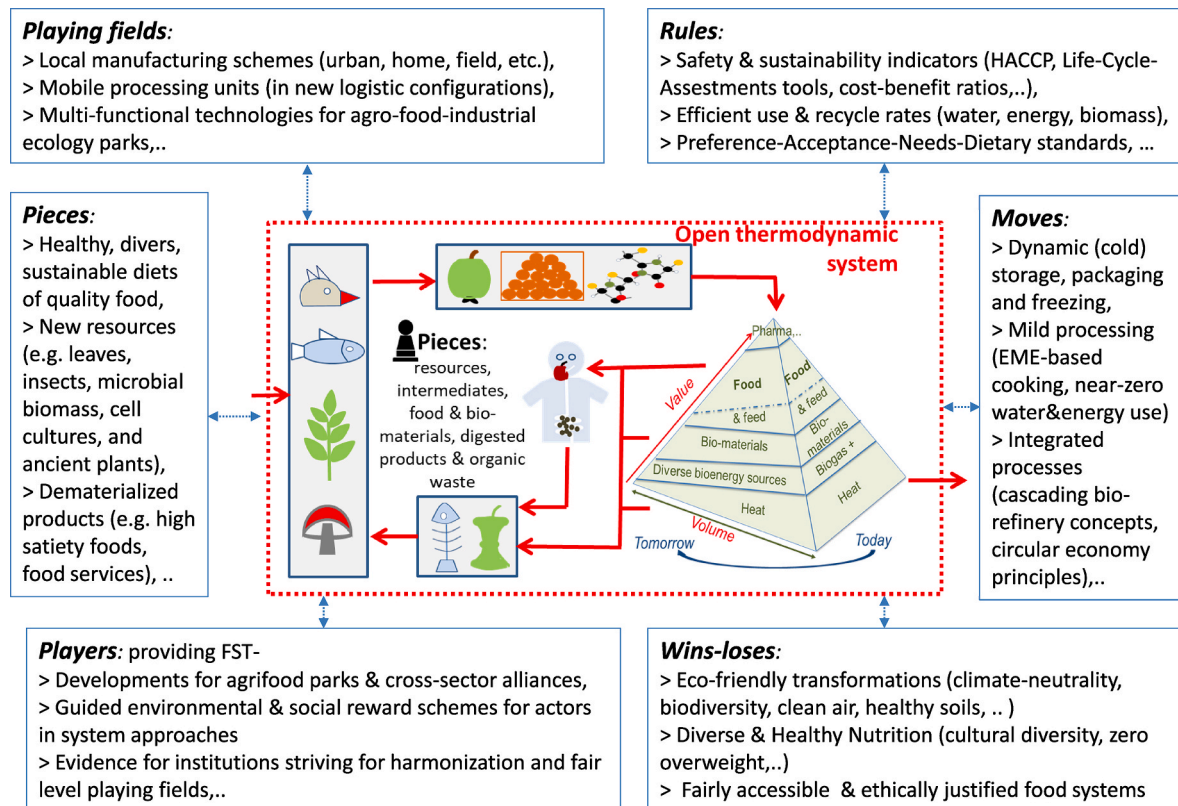 Playing fields:
> Local manufacturing schemes (urban, home, field, etc.),
> Mobile processing units (in new logistic configurations),
> Multi-functional technologies for agro-food-industrial
ecology parks,..
Rules:
> Safety & sustainability indicators (HACCP, Life-Cycle-
Assestments tools, cost-benefit ratios,..),
> Efficient use & recycle rates (water, energy, biomass),
> Preference-Acceptance-Needs-Dietary standards, ...
Pieces:
> Healthy, divers,
sustainable diets
of quality food,
> New resources
(e.g. leaves,
insects, microbial
biomass, cell
cultures, and
ancient plants),
> Dematerialized
products (e.g. high
satiety foods,
food services), ..
Open thermodynamic
system
Pieces:
resources,
intermediates,
food & bio-
materials, digested
products & organic
waste
Value
Pharma,..
Food
& feed
Bio-materials
Diverse bioenergy sources
Heat
Food
& feed
Bio-
materials
Biogas +
Heat
Volume
Tomorrow
Today
Moves:
> Dynamic (cold)
storage, packaging
and freezing,
> Mild processing
(EME-based
cooking, near-zero
water&energy use)
> Integrated
processes
(cascading bio-
refinery concepts,
circular economy
principles),..
Players: providing FST-
> Developments for agrifood parks & cross-sector alliances,
> Guided environmental & social reward schemes for actors
in system approaches
> Evidence for institutions striving for harmonization and fair
level playing fields,..
Wins-loses:
> Eco-friendly transformations (climate-neutrality,
biodiversity, clean air, healthy soils, .. )
> Diverse & Healthy Nutrition (cultural diversity, zero
overweight,..)
> Fairly accessible & ethically justified food systems